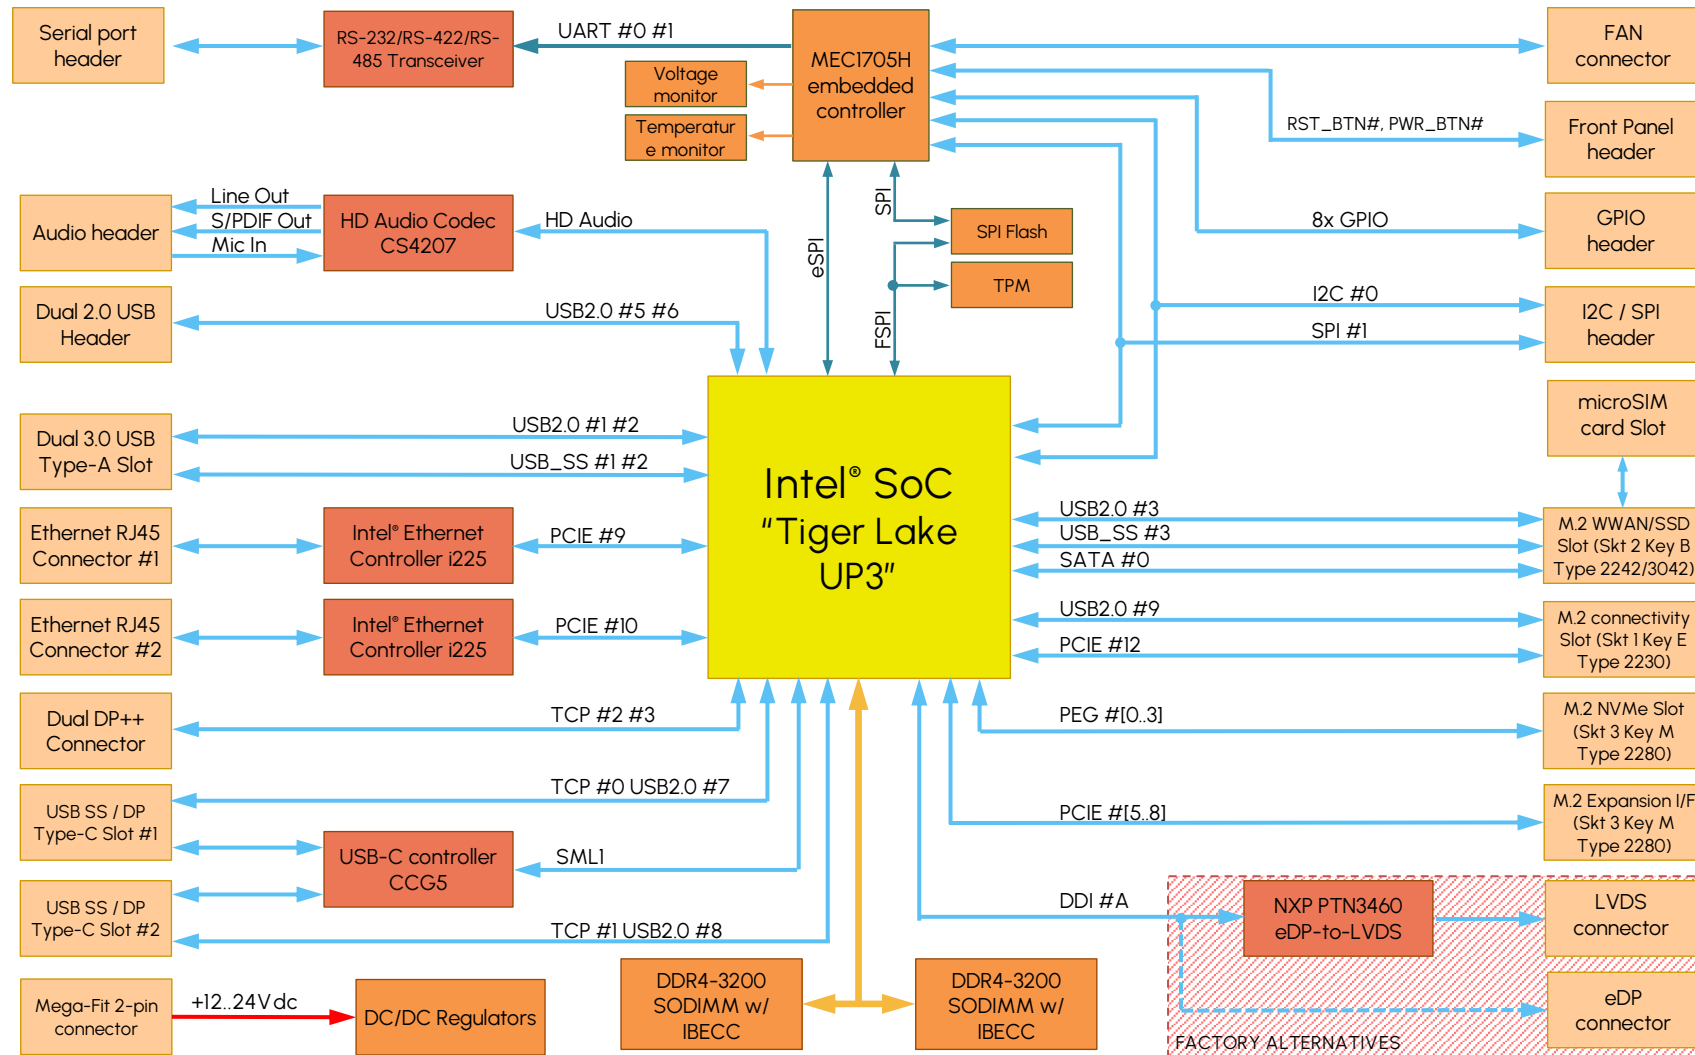 Serial port
header
RS-232/RS-422/RS-
485 Transceiver
UART #0 #1
MEC1705H
embedded
controller
Voltage
monitor
Temperatur
e monitor
FAN
connector
RST_BTN#, PWR_BTN#
Front Panel
header
Audio header
Line Out
S/PDIF Out
Mic In
HD Audio Codec
CS4207
HD Audio
eSPI
SPI
SPI Flash
TPM
FSPI
8x GPIO
GPIO
header
Dual 2.0 USB
Header
USB2.0 #5 #6
I2C #0
SPI #1
I2C / SPI
header
microSIM
card Slot
Dual 3.0 USB
Type-A Slot
USB2.0 #1 #2
USB_SS #1 #2
Intel® SoC
“Tiger Lake
UP3”
USB2.0 #3
USB_SS #3
SATA #0
M.2 WWAN/SSD
Slot (Skt 2 Key B
Type 2242/3042)
Ethernet RJ45
Connector #1
Intel® Ethernet
Controller i225
PCIE #9
Ethernet RJ45
Connector #2
Intel® Ethernet
Controller i225
PCIE #10
USB2.0 #9
PCIE #12
M.2 connectivity
Slot (Skt 1 Key E
Type 2230)
Dual DP++
Connector
TCP #2 #3
PEG #[0..3]
M.2 NVMe Slot
(Skt 3 Key M
Type 2280)
USB SS / DP
Type-C Slot #1
TCP #0 USB2.0 #7
PCIE #[5..8]
M.2 Expansion I/F
(Skt 3 Key M
Type 2280)
USB-C controller
CCG5
SML1
USB SS / DP
Type-C Slot #2
TCP #1 USB2.0 #8
DDI #A
NXP PTN3460
eDP-to-LVDS
LVDS
connector
Mega-Fit 2-pin
connector
+12..24Vdc
DC/DC Regulators
DDR4-3200
SODIMM w/
IBECC
DDR4-3200
SODIMM w/
IBECC
eDP
connector
FACTORY ALTERNATIVES